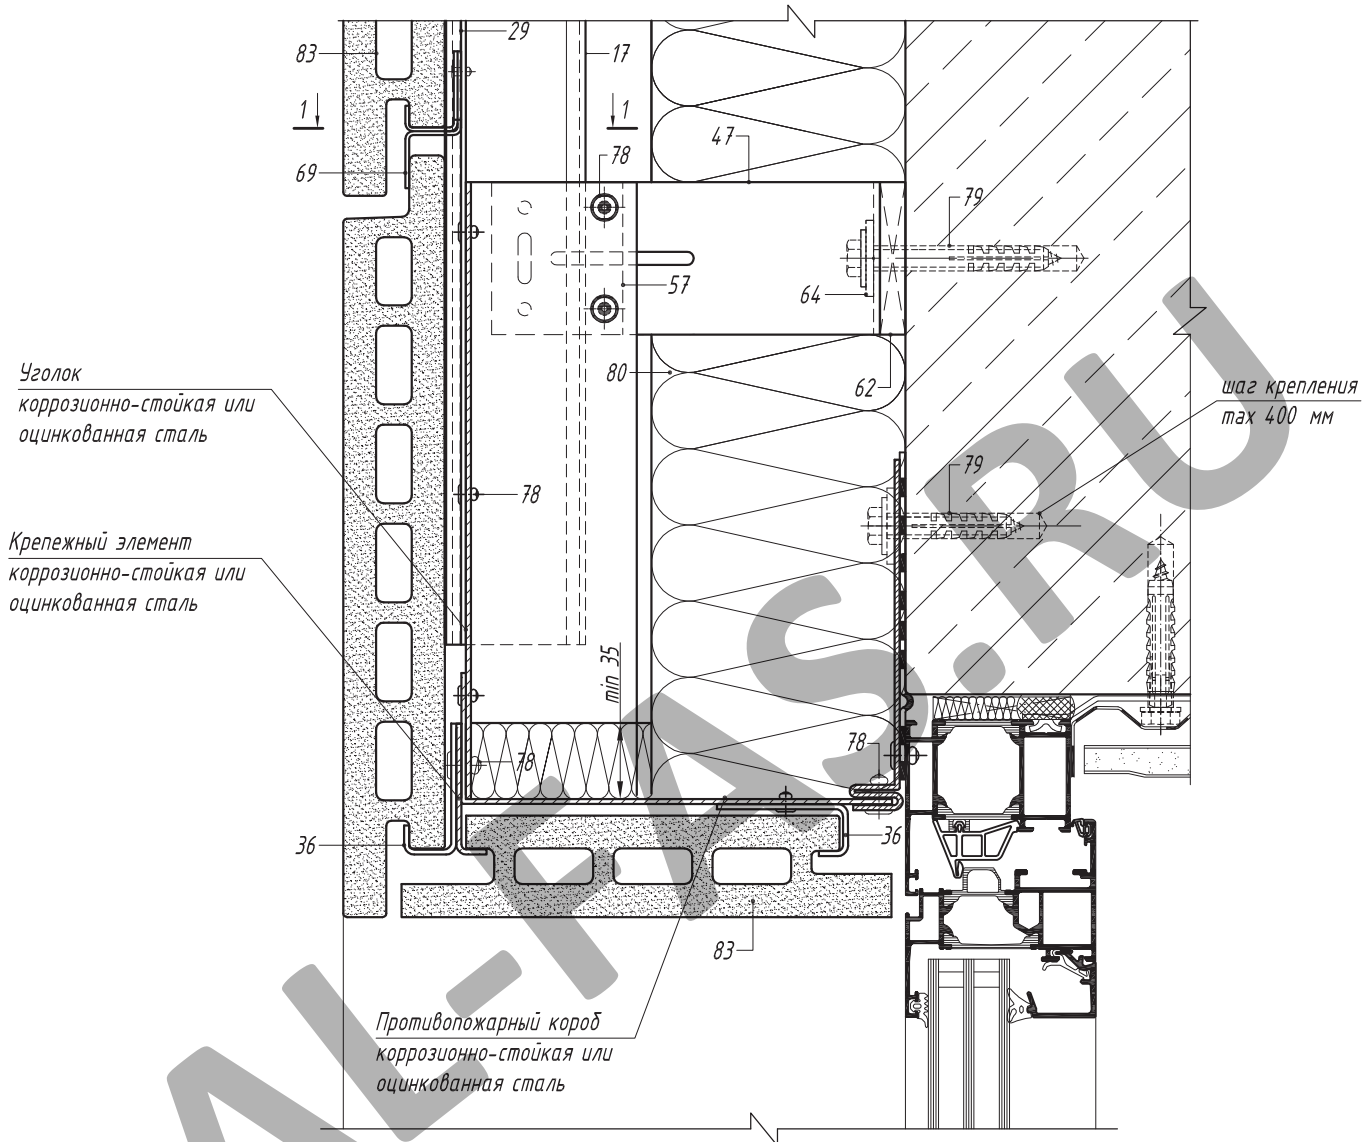 29
83
17
1
1
47
78
69
79
57
64
80
62
Уголок
коррозионно-стойкая или
оцинкованная сталь
шаг крепления
max 400 мм
79
78
Крепежный элемент
коррозионно-стойкая или
оцинкованная сталь
min 35
78
78
36
36
83
Противопожарный короб
коррозионно-стойкая или
оцинкованная сталь
AL-FAS.RU